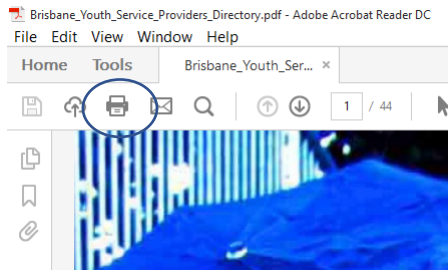 Brisbane_Youth_Service_Providers_Directory.pdf - Adobe Acrobat Reader DC
File Edit View Window Help
Home Tools Brisbane_Youth_Ser... ×
1 / 44